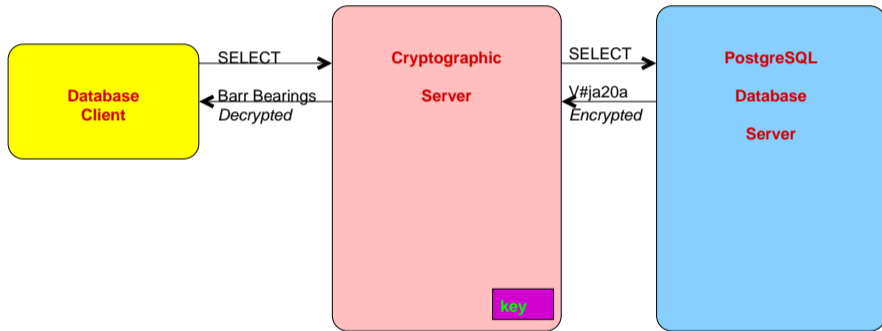 SELECT
Database
Client
Barr Bearings
Decrypted
Cryptographic
Server
key
SELECT
V#ja20a
Encrypted
PostgreSQL
Database
Server